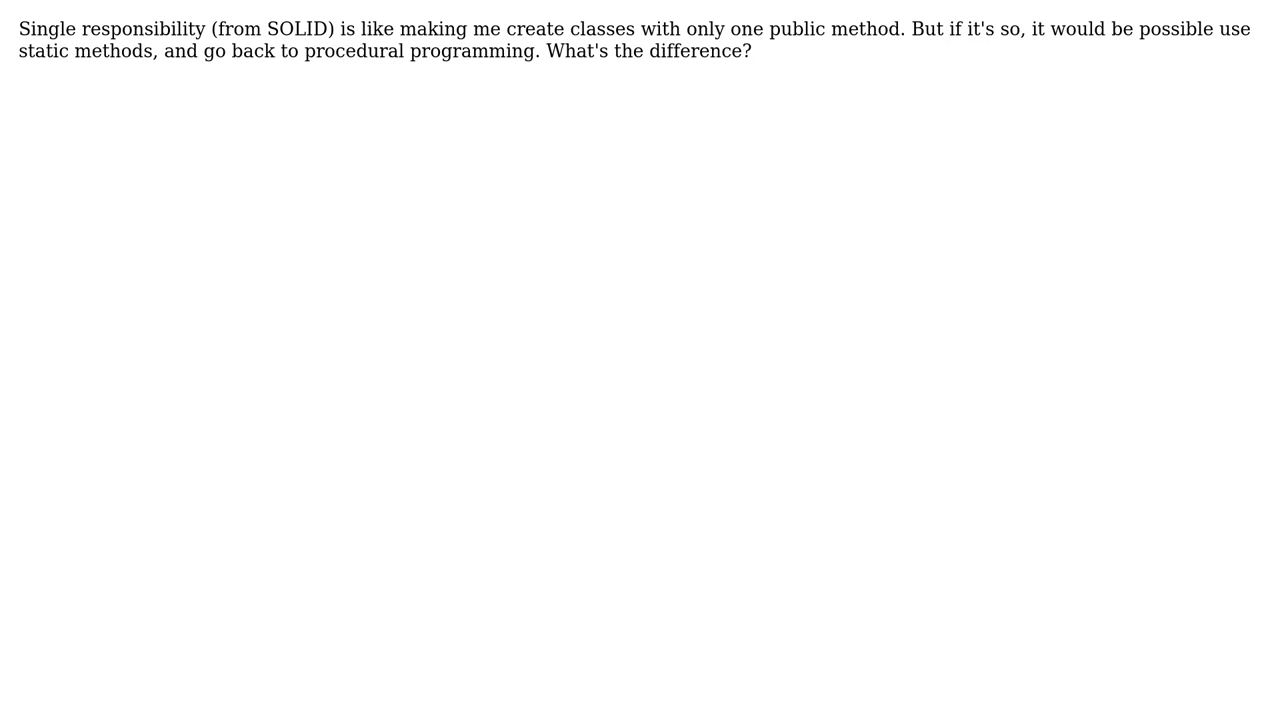 Single responsibility (from SOLID) is like making me create classes with only one public method. But if it's so, it would be possible use
static methods, and go back to procedural programming. What's the difference?